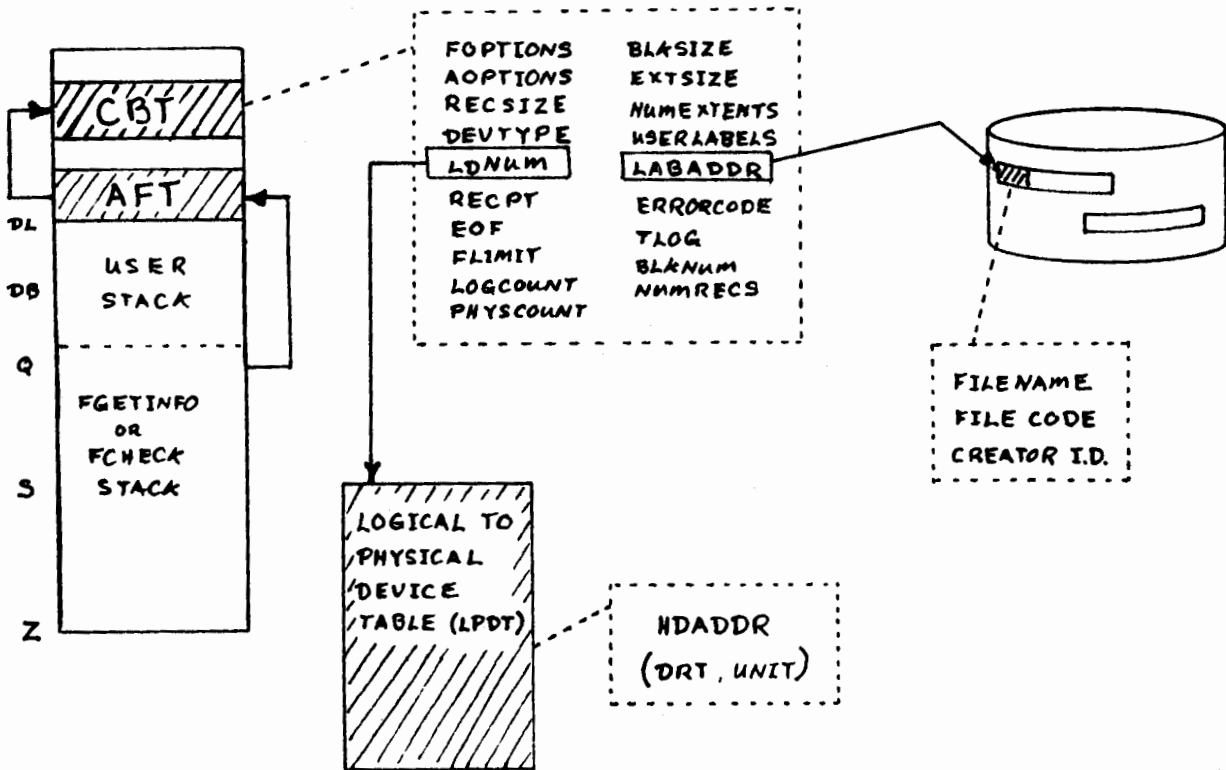 CBT
AFT
DL
USER
STACK
DB
Q
FGETINFO
OR
FCHECK
STACK
S
Z
FOPTIONS BLKSIZE
AOPTIONS EXTSIZE
RECSIZE NUMEXTENTS
DEVTYPE USERLABELS
LDNUM LABADDR
RECPT ERRORCODE
EOF TLOG
FLIMIT BLKNUM
LOGCOUNT NUMRECS
PHYSCOUNT
FILENAME
FILE CODE
CREATOR I.D.
LOGICAL TO
PHYSICAL
DEVICE
TABLE (LPDT)
HDADDR
(DRT, UNIT)